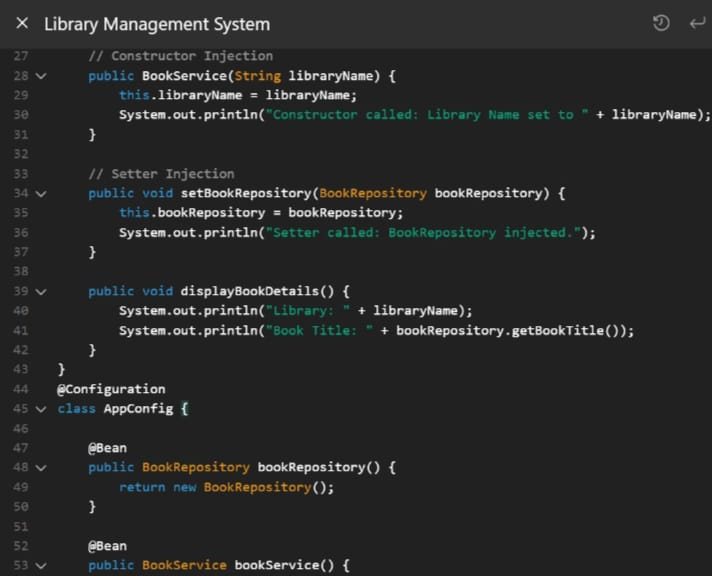 Library Management System
27 // Constructor Injection
28 public BookService(String libraryName) {
29 this.libraryName = libraryName;
30 System.out.println("Constructor called: Library Name set to " + libraryName);
31 }
32
33 // Setter Injection
34 public void setBookRepository(BookRepository bookRepository) {
35 this.bookRepository = bookRepository;
36 System.out.println("Setter called: BookRepository injected.");
37 }
38
39 public void displayBookDetails() {
40 System.out.println("Library: " + libraryName);
41 System.out.println("Book Title: " + bookRepository.getBookTitle());
42 }
43 }
44 @Configuration
45 class AppConfig {
46
47 @Bean
48 public BookRepository bookRepository() {
49 return new BookRepository();
50 }
51
52 @Bean
53 public BookService bookService() {